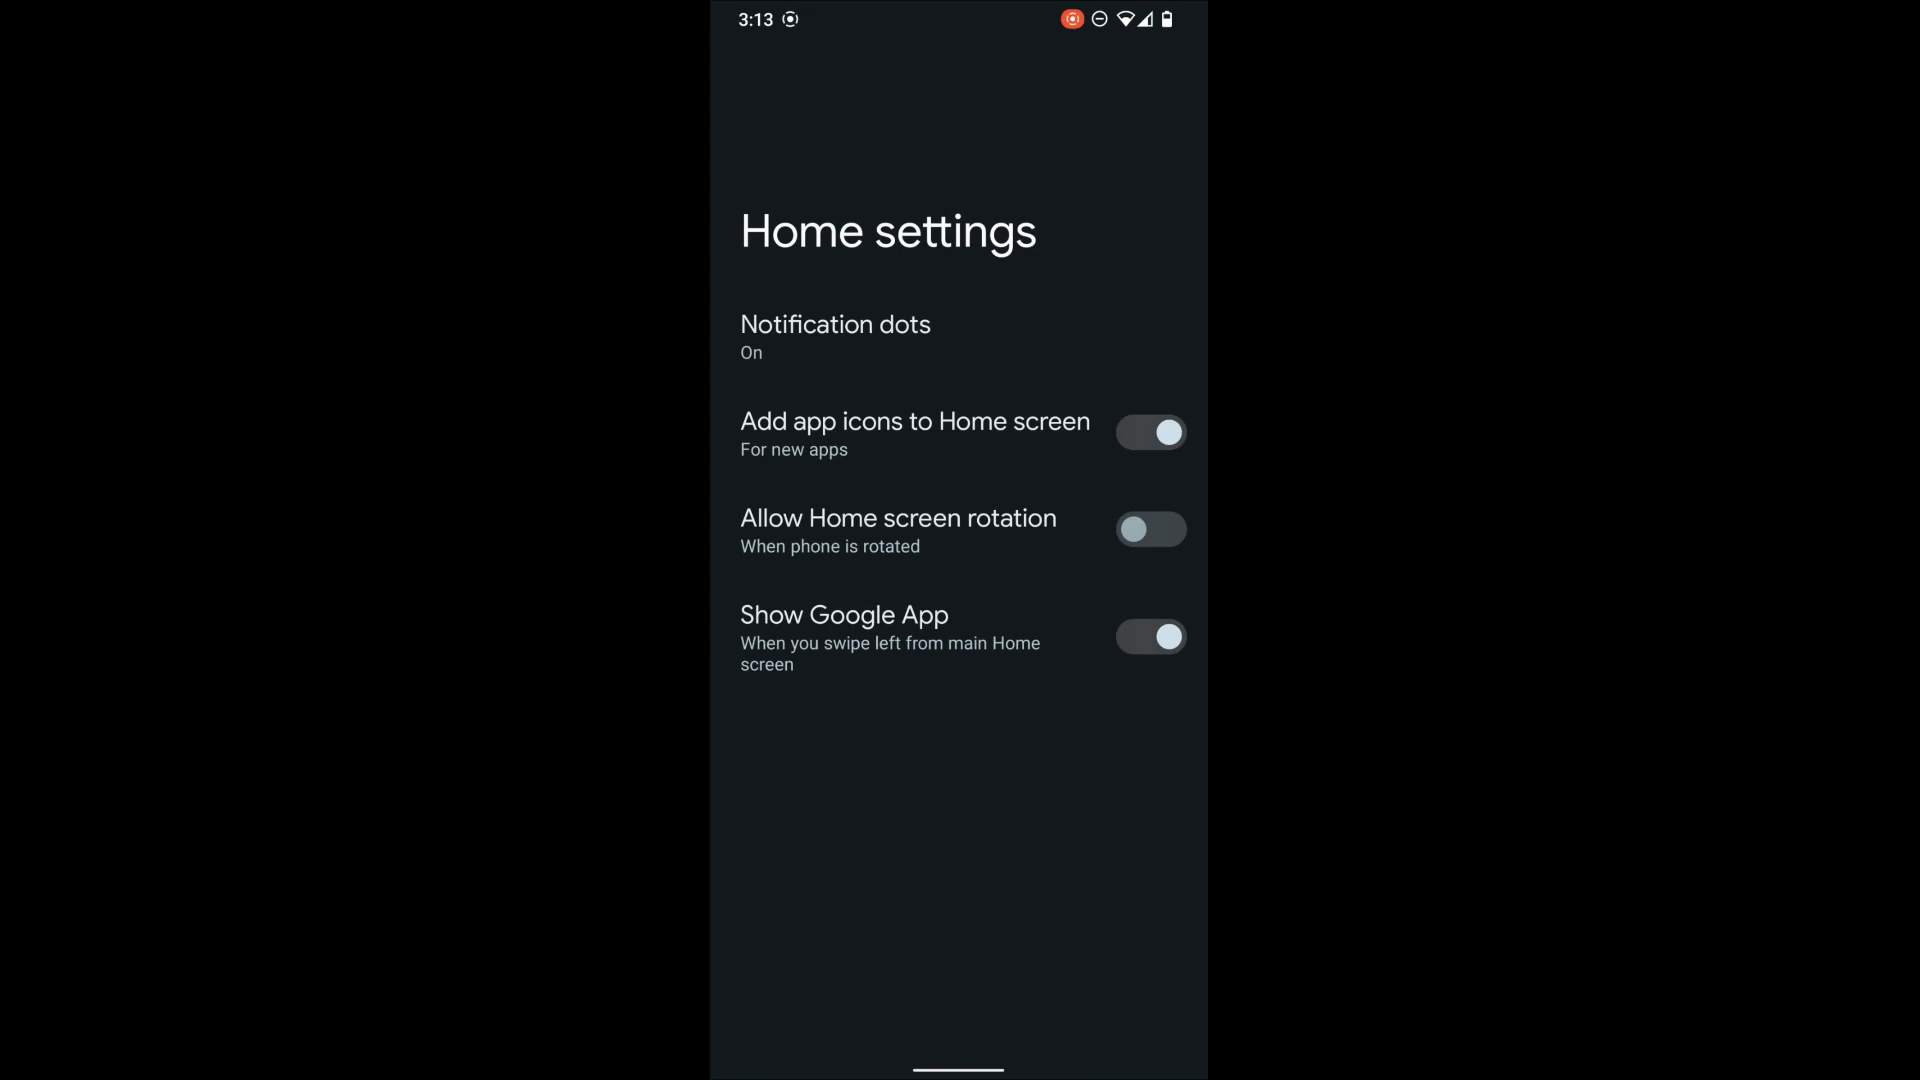 3:13
Home settings
Notification dots
On
Add app icons to Home screen
For new apps
Allow Home screen rotation
When phone is rotated
Show Google App
When you swipe left from main Home
screen